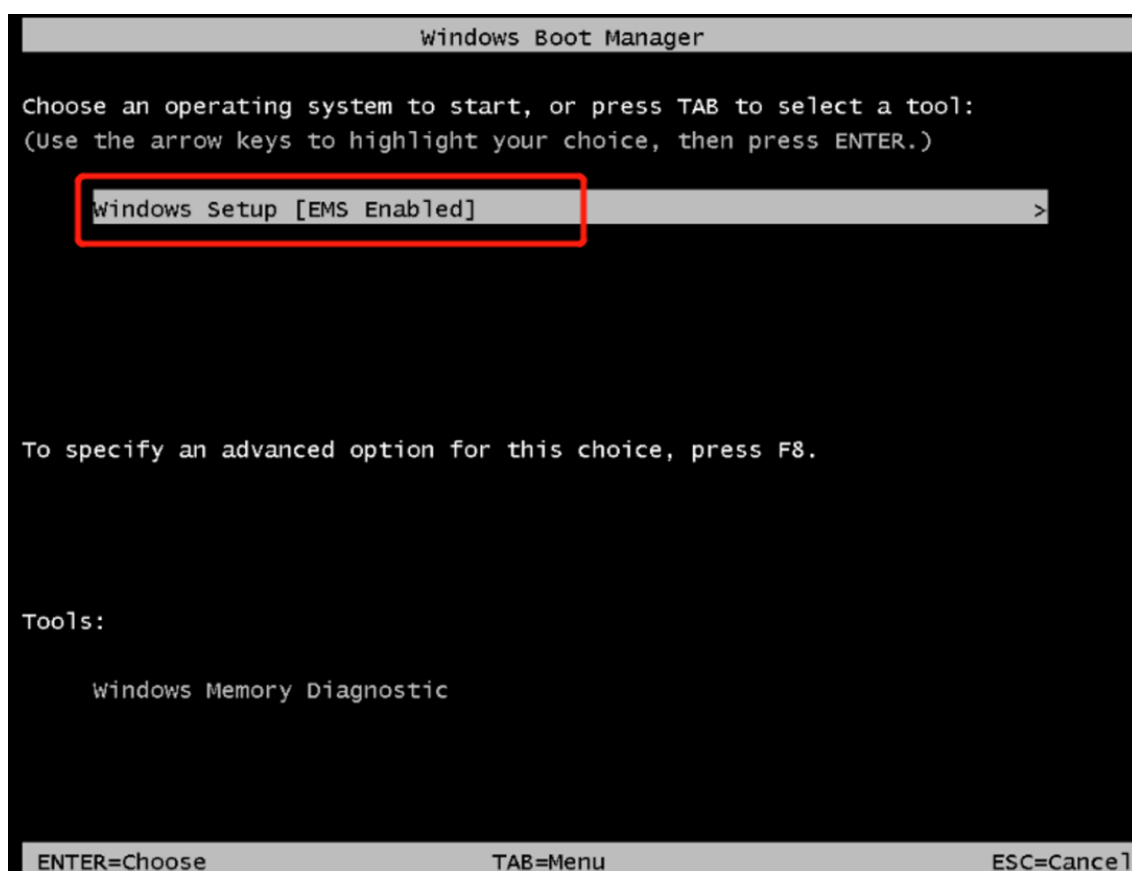 Windows Boot Manager
Choose an operating system to start, or press TAB to select a tool:
(Use the arrow keys to highlight your choice, then press ENTER.)
Windows Setup [EMS Enabled] >
To specify an advanced option for this choice, press F8.
Tools:
Windows Memory Diagnostic
ENTER=Choose TAB=Menu ESC=Cancel